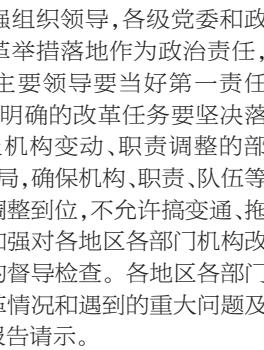 强组织领导,各级党委和政
革举措落地作为政治责任,
主要领导要当好第一责任
明确的改革任务要坚决落
机构变动、职责调整的部
局,确保机构、职责、队伍等
调整到位,不允许搞变通、拖
加强对各地区各部门机构改
的督导检查。各地区各部门
革情况和遇到的重大问题及
报告请示。